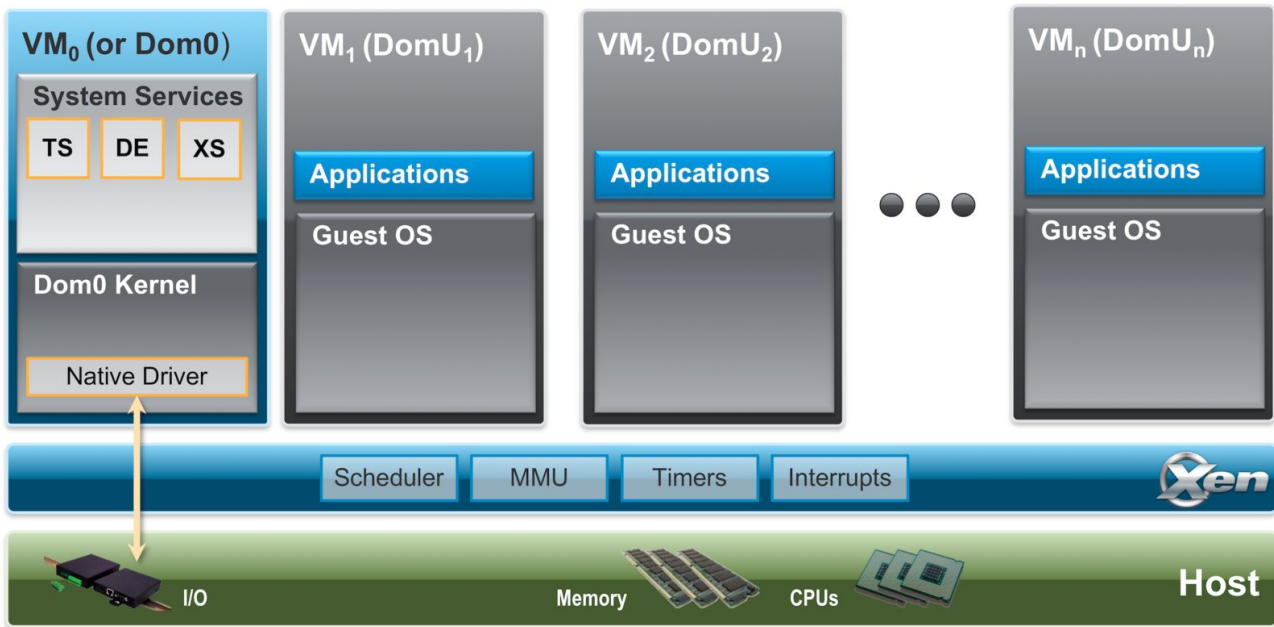 VM0 (or Dom0)
System Services
TS DE XS
Dom0 Kernel
Native Driver
VM1 (DomU1)
Applications
Guest OS
VM2 (DomU2)
Applications
Guest OS
VMn (DomUn)
Applications
Guest OS
Scheduler MMU Timers Interrupts
Xen
I/O Memory CPUs Host